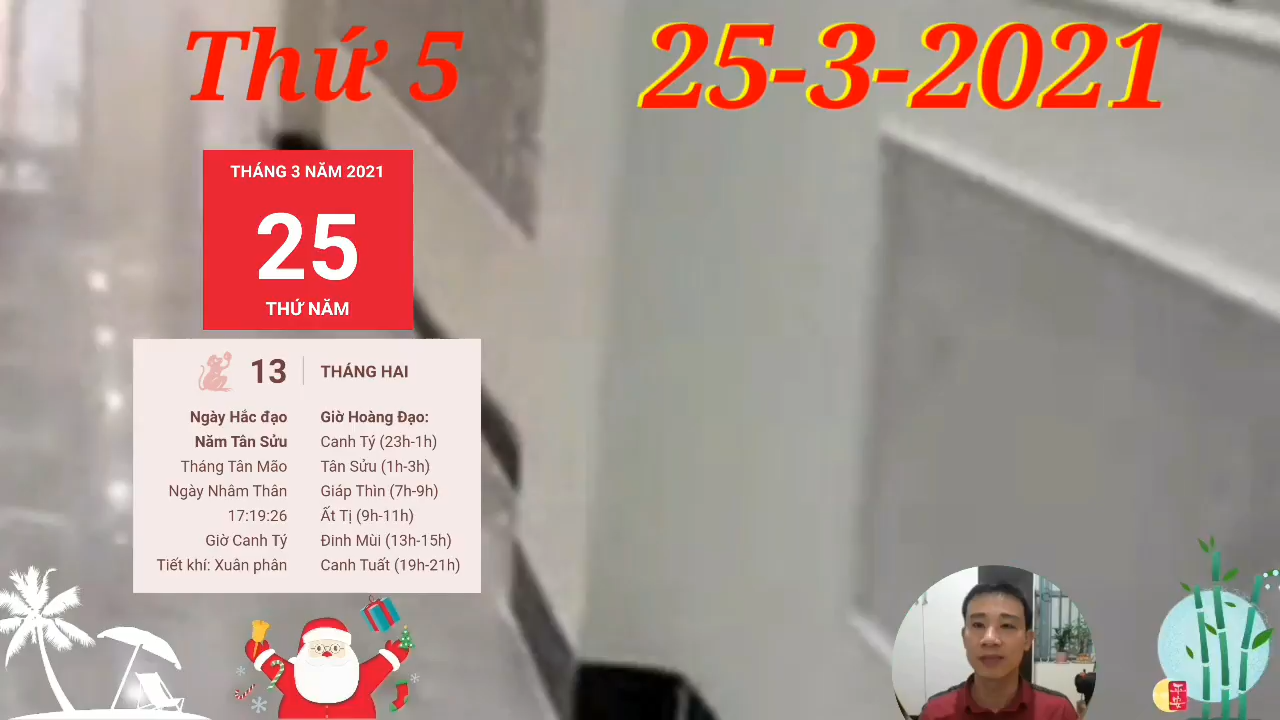 Thứ 5 25-3-2021
THÁNG 3 NĂM 2021
25
THỨ NĂM
13 THÁNG HAI
Ngày Hắc đạo
Năm Tân Sửu
Tháng Tân Mão
Ngày Nhâm Thân
17:19:26
Giờ Canh Tý
Tiết khí: Xuân phân
Giờ Hoàng Đạo:
Canh Tý (23h-1h)
Tân Sửu (1h-3h)
Giáp Thìn (7h-9h)
Ất Tị (9h-11h)
Đinh Mùi (13h-15h)
Canh Tuất (19h-21h)